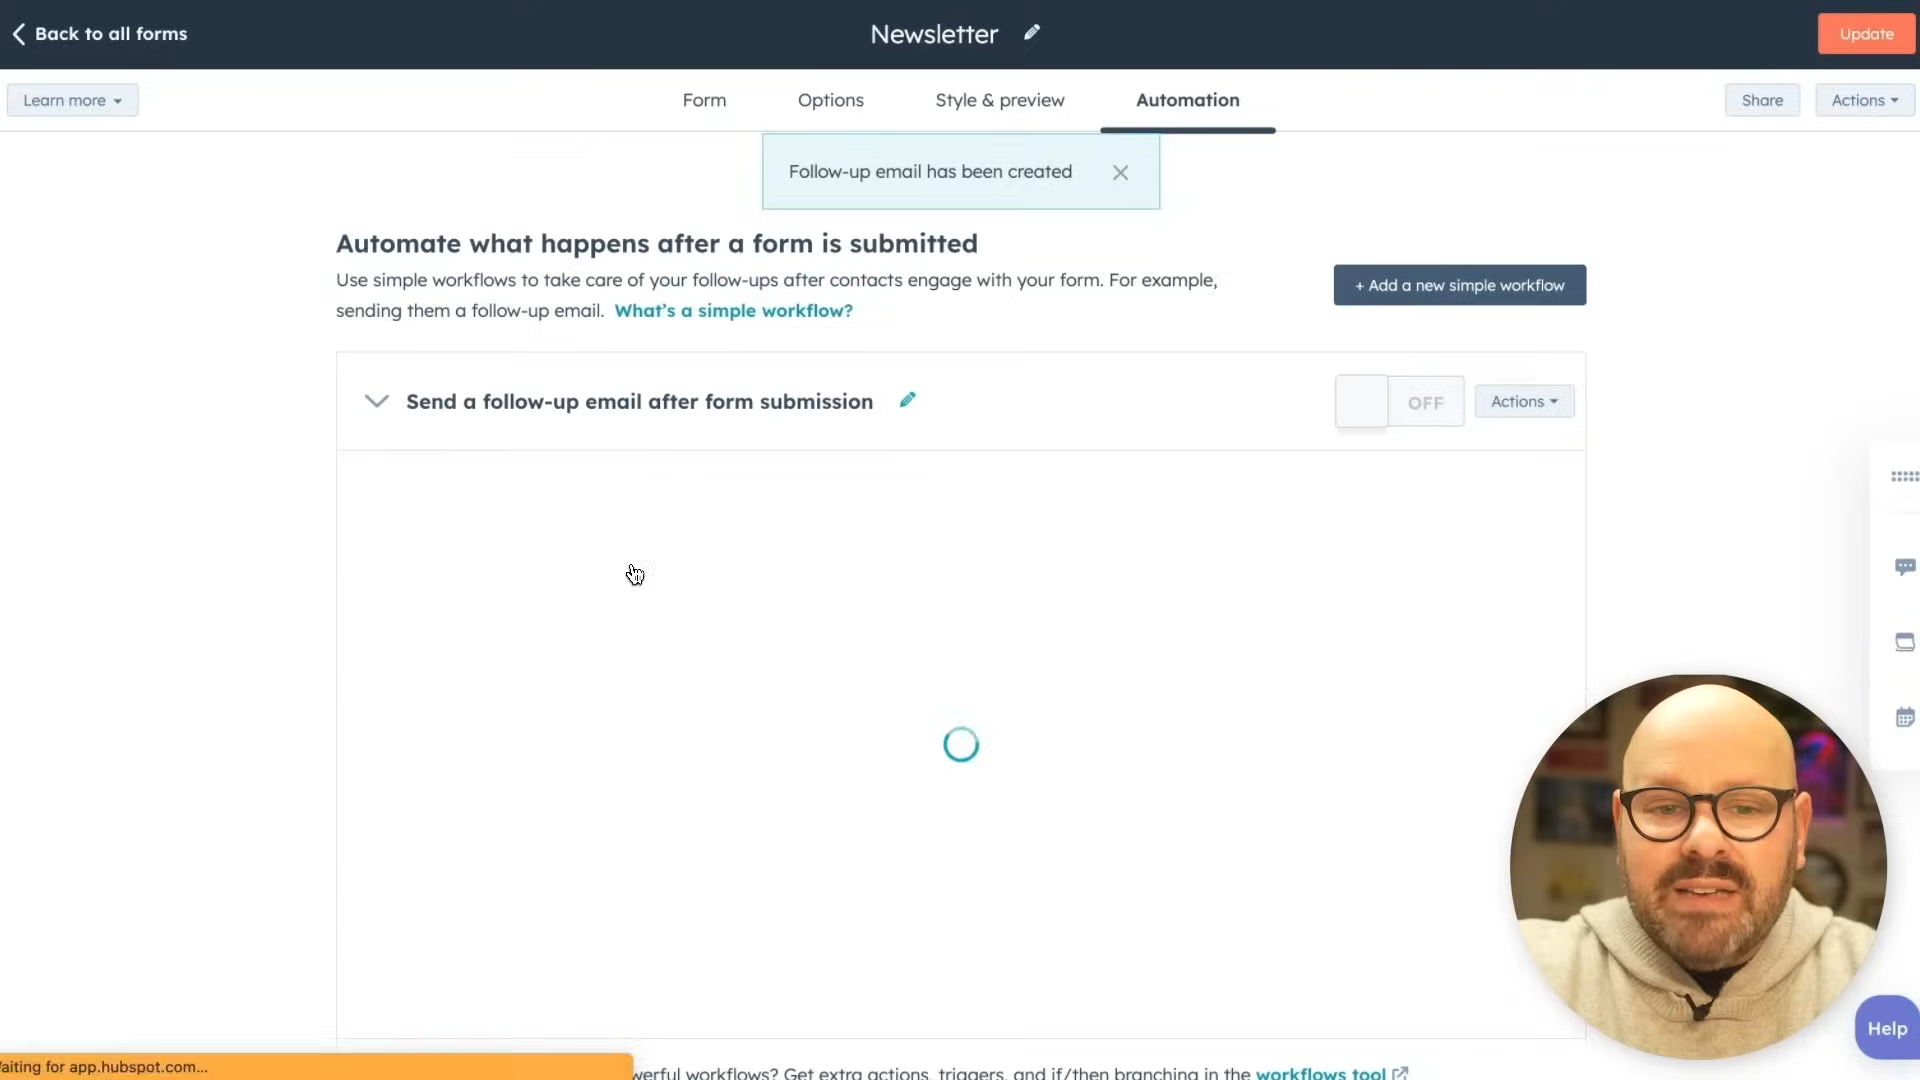 Back to all forms
Newsletter
Update
Learn more
Form
Options
Style & preview
Automation
Share
Actions
Follow-up email has been created
Automate what happens after a form is submitted
Use simple workflows to take care of your follow-ups after contacts engage with your form. For example,
sending them a follow-up email. What's a simple workflow?
+ Add a new simple workflow
Send a follow-up email after form submission
OFF
Actions
Help
for app.hubspot.com...
workflows? Get extra actions, triggers, and if/then branching in the workflows tool